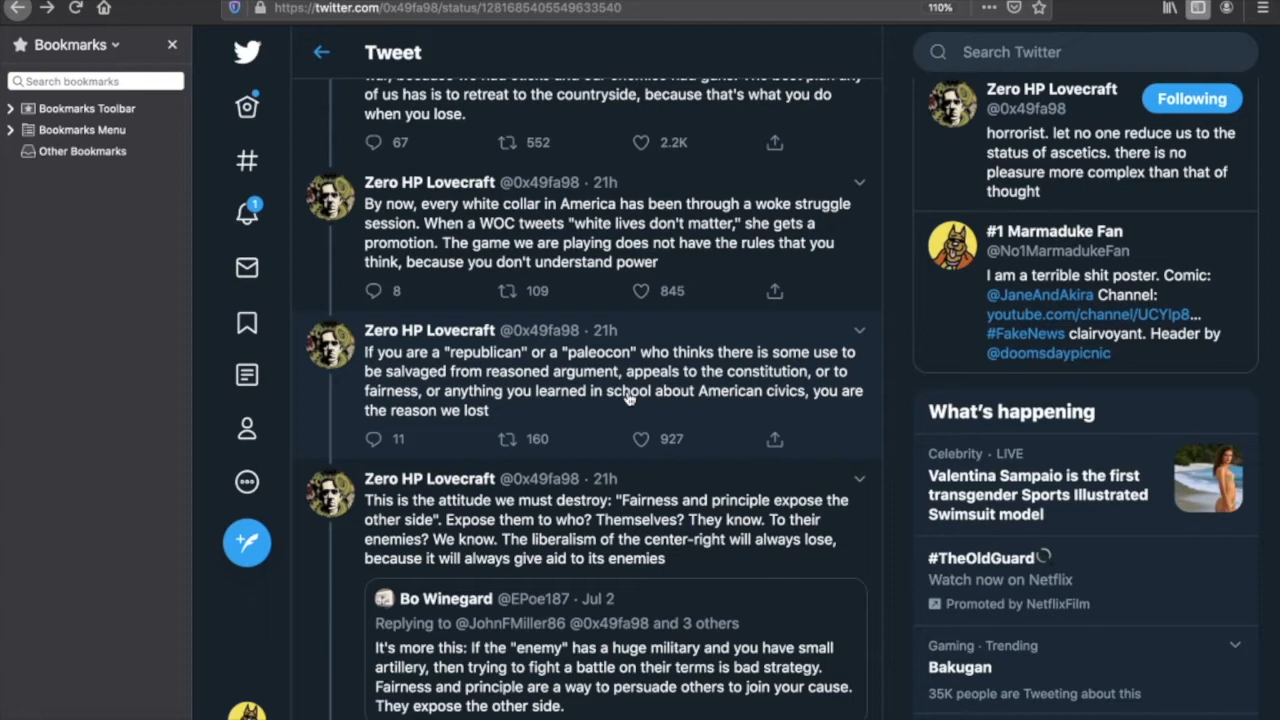 https://twitter.com/0x49fa98/status/1281685405549633540
110%
Bookmarks
Search bookmarks
Bookmarks Toolbar
Bookmarks Menu
Other Bookmarks
Tweet
of us has is to retreat to the countryside, because that's what you do
when you lose.
67 552 2.2K
Zero HP Lovecraft @0x49fa98 · 21h
By now, every white collar in America has been through a woke struggle
session. When a WOC tweets "white lives don't matter," she gets a
promotion. The game we are playing does not have the rules that you
think, because you don't understand power
8 109 845
Zero HP Lovecraft @0x49fa98 · 21h
If you are a "republican" or a "paleocon" who thinks there is some use to
be salvaged from reasoned argument, appeals to the constitution, or to
fairness, or anything you learned in school about American civics, you are
the reason we lost
11 160 927
Zero HP Lovecraft @0x49fa98 · 21h
This is the attitude we must destroy: "Fairness and principle expose the
other side". Expose them to who? Themselves? They know. To their
enemies? We know. The liberalism of the center-right will always lose,
because it will always give aid to its enemies
Bo Winegard @EPoe187 · Jul 2
Replying to @JohnFMiller86 @0x49fa98 and 3 others
It's more this: If the "enemy" has a huge military and you have small
artillery, then trying to fight a battle on their terms is bad strategy.
Fairness and principle are a way to persuade others to join your cause.
They expose the other side.
1
Search Twitter
Zero HP Lovecraft
@0x49fa98
Following
horrorist. let no one reduce us to the
status of ascetics. there is no
pleasure more complex than that of
thought
#1 Marmaduke Fan
@No1MarmadukeFan
I am a terrible shit poster. Comic:
@JaneAndAkira Channel:
youtube.com/channel/UCYlp8...
#FakeNews clairvoyant. Header by
@doomsdaypicnic
What's happening
Celebrity · LIVE
Valentina Sampaio is the first
transgender Sports Illustrated
Swimsuit model
#TheOldGuard
Watch now on Netflix
Promoted by NetflixFilm
Gaming · Trending
Bakugan
35K people are Tweeting about this